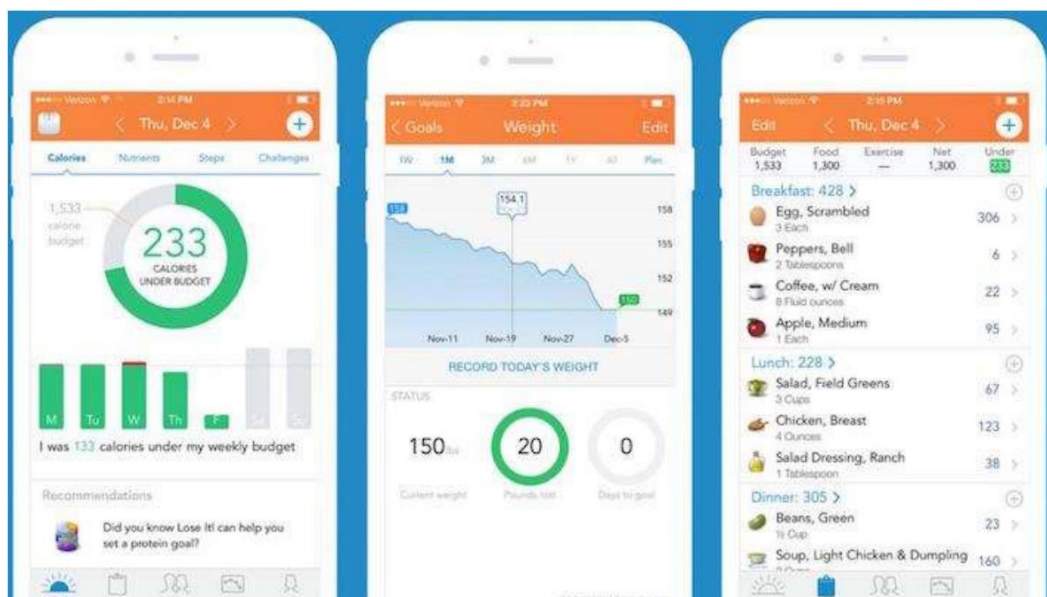 Verizon
2:14 PM
Thu, Dec 4
Calories
Nutrients
Steps
Challenges
1,533
calorie
budget
233
CALORIES
UNDER BUDGET
M
Tu
W
Th
F
Sa
Su
I was 133 calories under my weekly budget
Recommendations
Did you know Lose It! can help you
set a protein goal?
Verizon
2:23 PM
< Goals
Weight
Edit
1W
1M
3M
6M
1Y
All
Plan
158
154.1
158
155
152
150
149
Nov-11
Nov-19
Nov-27
Dec-5
RECORD TODAY'S WEIGHT
STATUS
150 lbs
20
0
Current weight
Pounds lost
Days to goal
Verizon
2:15 PM
Edit
Thu, Dec 4
Budget
Food
Exercise
Net
Under
1,533
1,300
—
1,300
233
Breakfast: 428 >
Egg, Scrambled
3 Each
306
Peppers, Bell
2 Tablespoons
6
Coffee, w/ Cream
8 Fluid ounces
22
Apple, Medium
1 Each
95
Lunch: 228 >
Salad, Field Greens
3 Cups
67
Chicken, Breast
4 Ounces
123
Salad Dressing, Ranch
1 Tablespoon
38
Dinner: 305 >
Beans, Green
½ Cup
23
Soup, Light Chicken & Dumpling
160